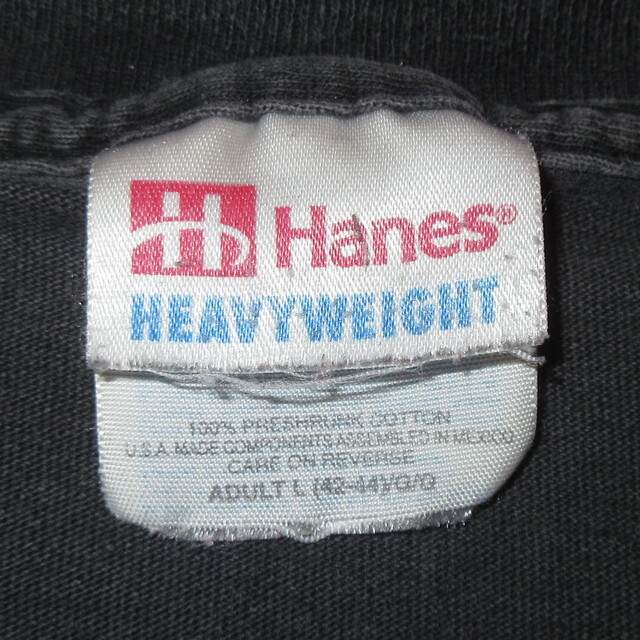 H Hanes®
HEAVYWEIGHT
100% PRESHRUNK COTTON
U.S.A. MADE COMPONENTS ASSEMBLED IN MEXICO
CARE ON REVERSE
ADULT L (42-44)/G/G